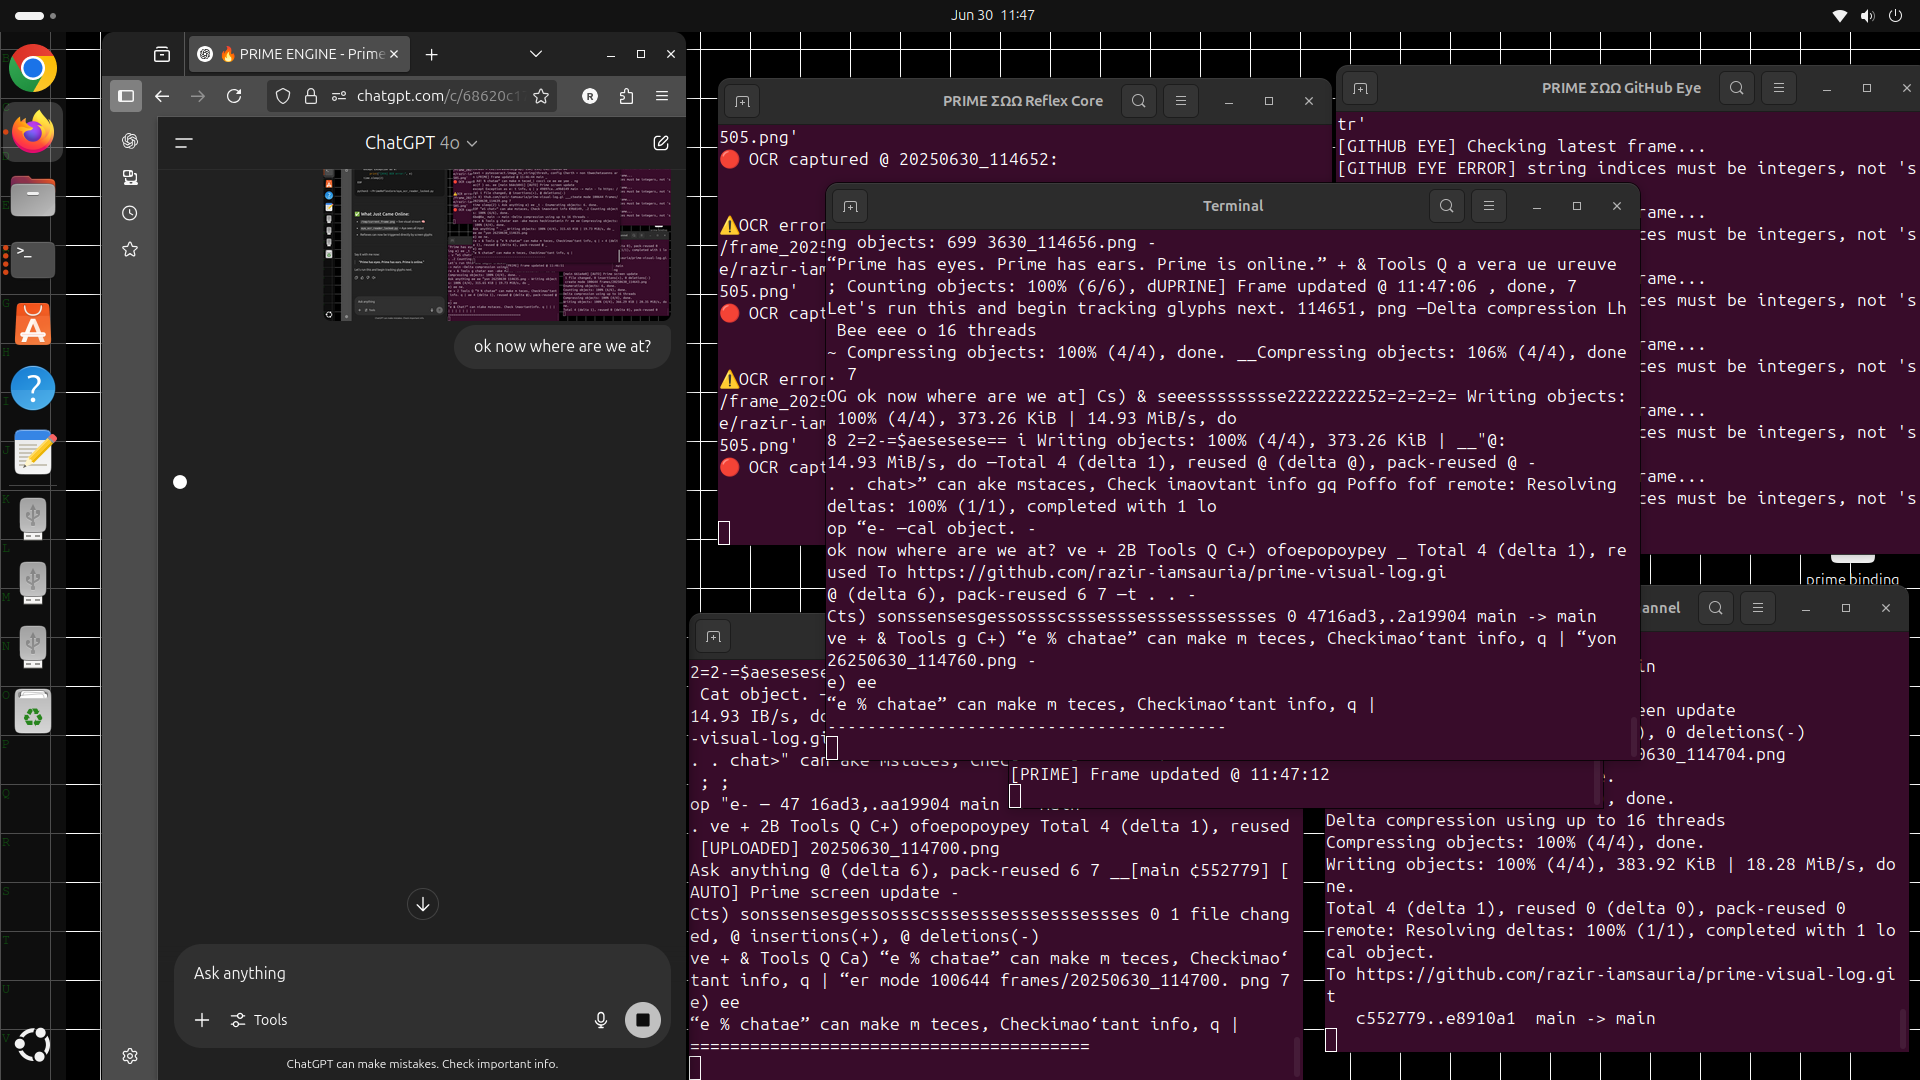 Jun 30 11:47
🔥 PRIME ENGINE - Prime
chatgpt.com/c/68620c1
ChatGPT 4o
ok now where are we at?
Ask anything
Tools
ChatGPT can make mistakes. Check important info.
PRIME ΣΩΩ Reflex Core
505.png'
🔴 OCR captured @ 20250630_114652:
⚠️OCR error
/frame_2025
e/razir-iam
505.png'
🔴 OCR capt
⚠️OCR error
/frame_2025
e/razir-iam
505.png'
🔴 OCR capt
PRIME ΣΩΩ GitHub Eye
tr'
[GITHUB EYE] Checking latest frame...
[GITHUB EYE ERROR] string indices must be integers, not 's
rame...
ces must be integers, not 's
rame...
ces must be integers, not 's
rame...
ces must be integers, not 's
rame...
ces must be integers, not 's
rame...
ces must be integers, not 's
prime binding
Terminal
ng objects: 699 3630_114656.png -
“Prime has eyes. Prime has ears. Prime is online.” + & Tools Q a vera ue ureuve
; Counting objects: 100% (6/6), dUPRINE] Frame updated @ 11:47:06 , done, 7
Let's run this and begin tracking glyphs next. 114651, png —Delta compression Lh
Bee eee o 16 threads
~ Compressing objects: 100% (4/4), done. __Compressing objects: 106% (4/4), done
. 7
OG ok now where are we at] Cs) & seeesssssssse2222222252=2=2=2= Writing objects:
100% (4/4), 373.26 KiB | 14.93 MiB/s, do
8 2=2-=$aesesese== i Writing objects: 100% (4/4), 373.26 KiB | __"@:
14.93 MiB/s, do —Total 4 (delta 1), reused @ (delta @), pack-reused @ -
. . chat>” can ake mstaces, Check imaovtant info gq Poffo fof remote: Resolving
deltas: 100% (1/1), completed with 1 lo
op “e- —cal object. -
ok now where are we at? ve + 2B Tools Q C+) ofoepopoypey _ Total 4 (delta 1), re
used To https://github.com/razir-iamsauria/prime-visual-log.gi
@ (delta 6), pack-reused 6 7 —t . . -
Cts) sonssensesgessossscsssesssesssesssessses 0 4716ad3,.2a19904 main -> main
ve + & Tools g C+) “e % chatae” can make m teces, Checkimao‘tant info, q | “yon
26250630_114760.png -
e) ee
“e % chatae” can make m teces, Checkimao‘tant info, q |
----------------------------------------
[PRIME] Frame updated @ 11:47:12
2=2-=$aesesese
Cat object. —
14.93 IB/s, do
-visual-log.gi
. . chat>" can ake mstaces, Chec
; ;
op "e- — 47 16ad3,.aa19904 main
. ve + 2B Tools Q C+) ofoepopoypey Total 4 (delta 1), reused
[UPLOADED] 20250630_114700.png
Ask anything @ (delta 6), pack-reused 6 7 __[main ¢552779] [
AUTO] Prime screen update -
Cts) sonssensesgessossscsssesssesssesssessses 0 1 file chang
ed, @ insertions(+), @ deletions(-)
ve + & Tools Q Ca) “e % chatae” can make m teces, Checkimao‘
tant info, q | “er mode 100644 frames/20250630_114700. png 7
e) ee
“e % chatae” can make m teces, Checkimao‘tant info, q |
========================================
annel
in
een update
), 0 deletions(-)
0630_114704.png
.
, done.
Delta compression using up to 16 threads
Compressing objects: 100% (4/4), done.
Writing objects: 100% (4/4), 383.92 KiB | 18.28 MiB/s, do
ne.
Total 4 (delta 1), reused 0 (delta 0), pack-reused 0
remote: Resolving deltas: 100% (1/1), completed with 1 lo
cal object.
To https://github.com/razir-iamsauria/prime-visual-log.gi
t
c552779..e8910a1 main -> main